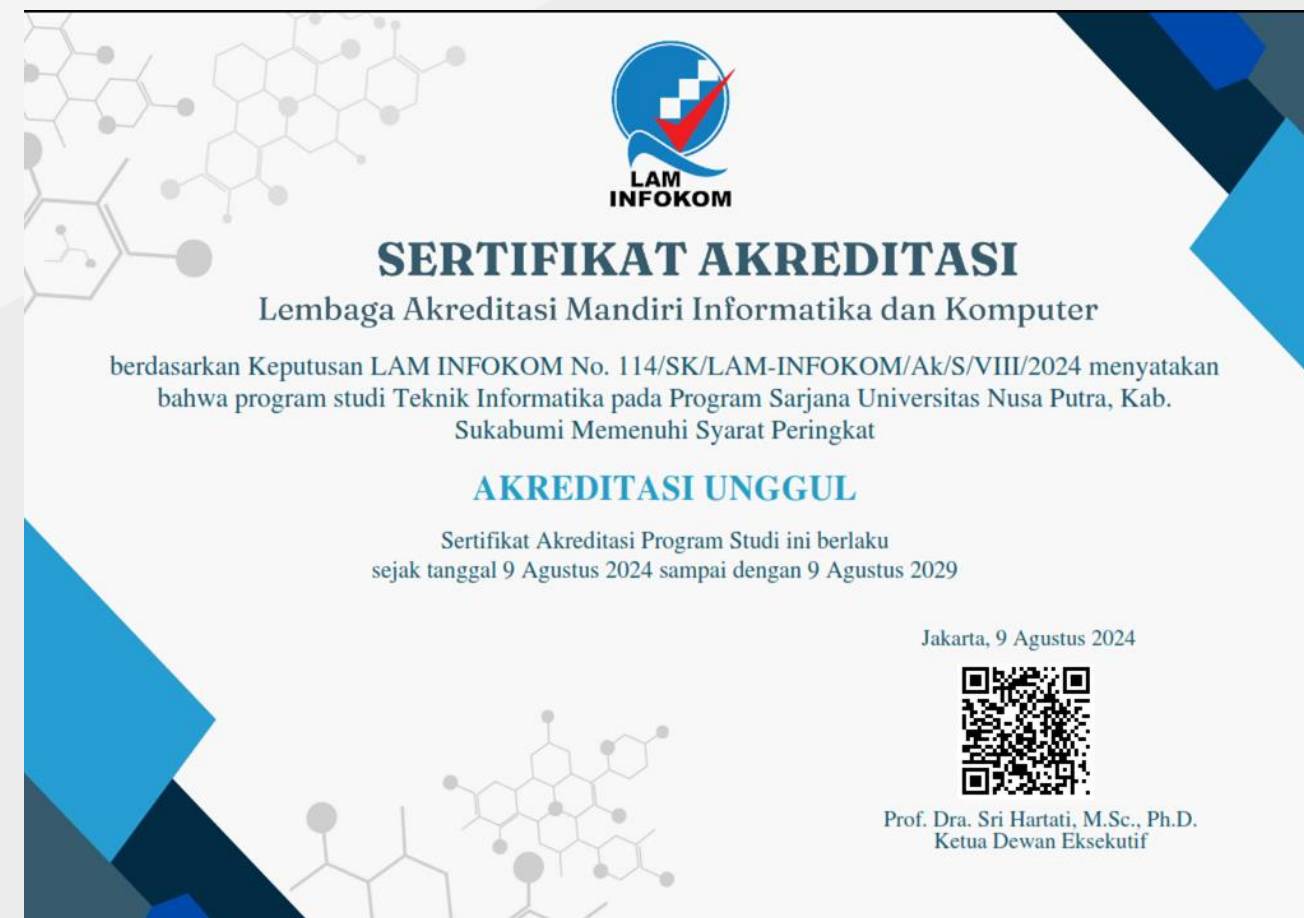 LAM
INFOKOM
SERTIFIKAT AKREDITASI
Lembaga Akreditasi Mandiri Informatika dan Komputer
berdasarkan Keputusan LAM INFOKOM No. 114/SK/LAM-INFOKOM/Ak/S/VIII/2024 menyatakan
bahwa program studi Teknik Informatika pada Program Sarjana Universitas Nusa Putra, Kab.
Sukabumi Memenuhi Syarat Peringkat
AKREDITASI UNGGUL
Sertifikat Akreditasi Program Studi ini berlaku
sejak tanggal 9 Agustus 2024 sampai dengan 9 Agustus 2029
Jakarta, 9 Agustus 2024
Prof. Dra. Sri Hartati, M.Sc., Ph.D.
Ketua Dewan Eksekutif